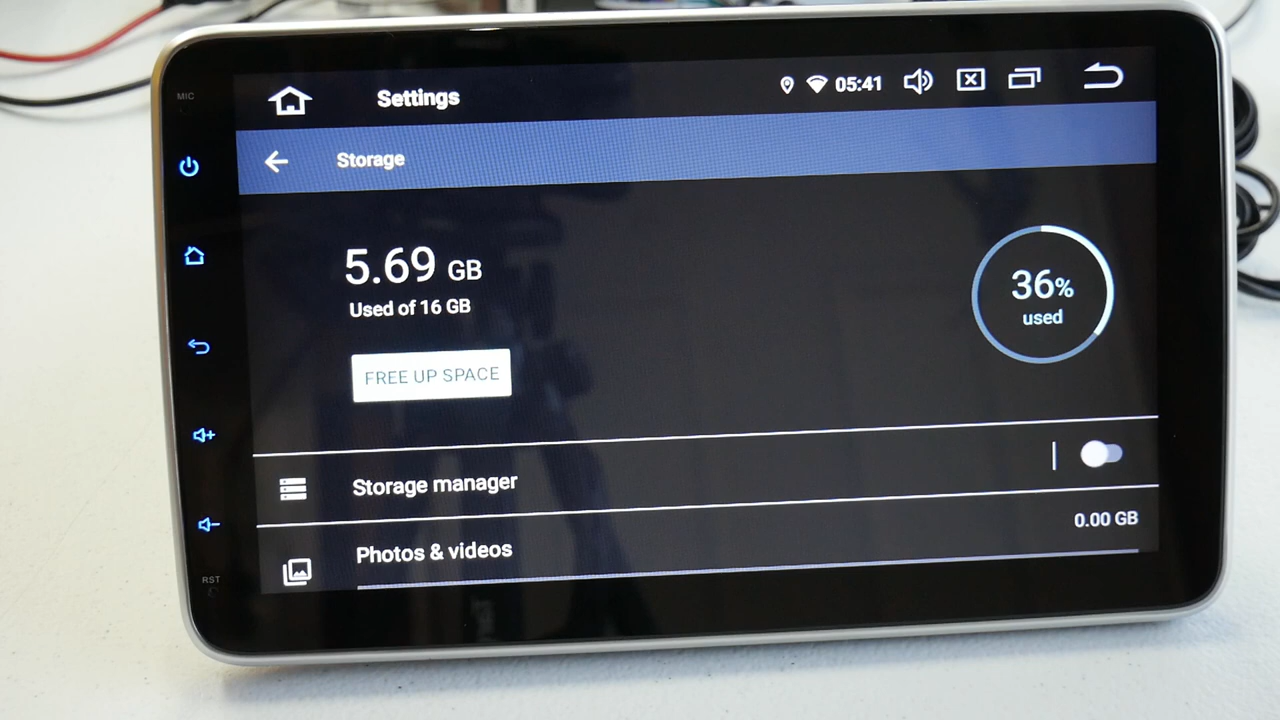 MIC
Settings
05:41
Storage
5.69 GB
Used of 16 GB
36%
used
FREE UP SPACE
Storage manager
Photos & videos
0.00 GB
RST